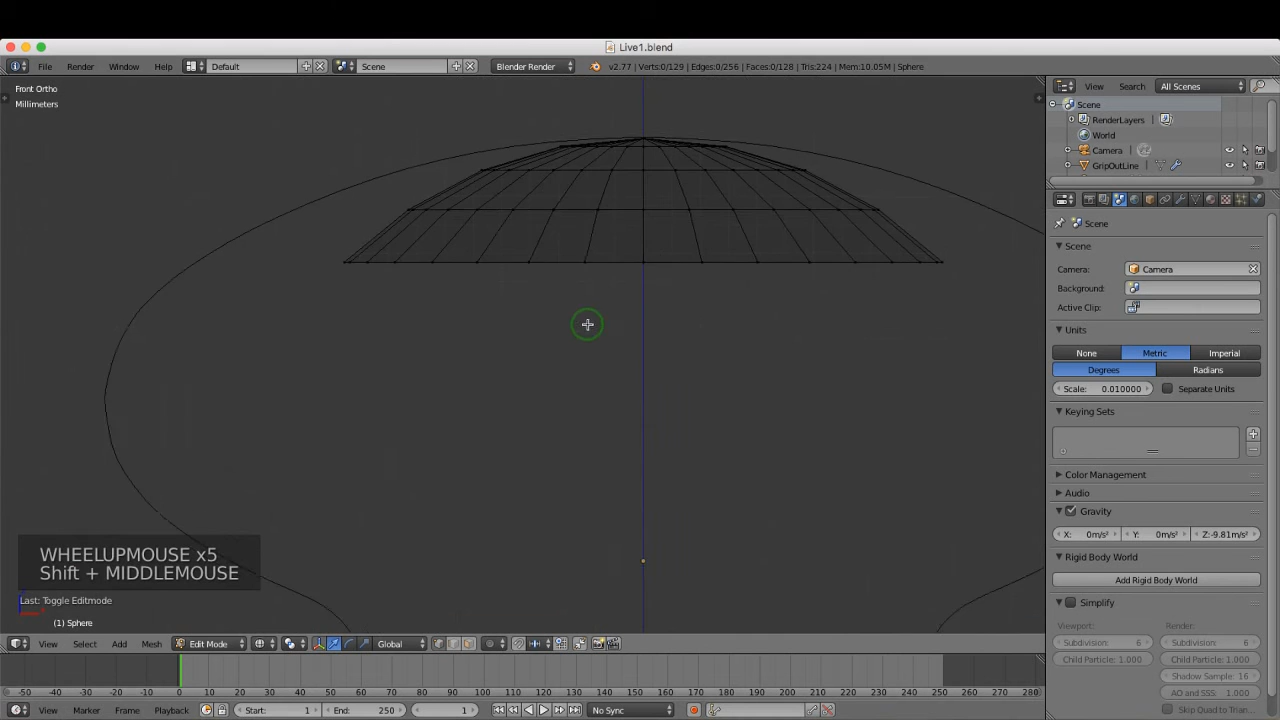 Live1.blend
File Render Window Help Default Scene Blender Render v2.77 | Verts:0/129 | Edges:0/256 | Faces:0/128 | Tris:224 | Mem:10.05M | Sphere
Front Ortho
Millimeters
View Search All Scenes
Scene
RenderLayers
World
Camera
GripOutLine
Scene
Scene
Camera: Camera
Background:
Active Clip:
Units
None Metric Imperial
Degrees Radians
Scale: 0.010000 Separate Units
Keying Sets
Color Management
Audio
Gravity
X: 0m/s² Y: 0m/s² Z:-9.81m/s²
Rigid Body World
Add Rigid Body World
Simplify
Viewport: Render:
Subdivision: 6 Subdivision: 6
Child Particle: 1.000 Child Particle: 1.000
Shadow Sample: 16
AO and SSS: 1.000
Skip Quad to Trian...
WHEELUPMOUSE x5
Shift + MIDDLEMOUSE
Last: Toggle Editmode
(1) Sphere
View Select Add Mesh Edit Mode Global
-50 -40 -30 -20 -10 0 10 20 30 40 50 60 70 80 90 100 110 120 130 140 150 160 170 180 190 200 210 220 230 240 250 260 270 280
View Marker Frame Playback Start: 1 End: 250 1 No Sync